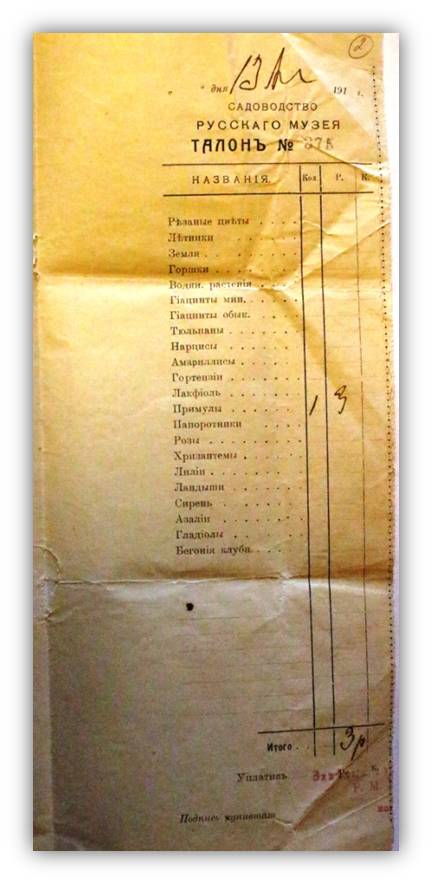 2
„ “ дня 13 191 г.
САДОВОДСТВО
РУССКАГО МУЗЕЯ
ТАЛОНЪ №
НАЗВАНІЯ. Кол. Р. К.
Рѣзаные цвѣты
Лѣтники
Земля
Горшки
Водян. растенія
Гіацинты мин.
Гіацинты обык.
Тюльпаны
Нарцисы
Амариллисы
Гортензіи
Лакфіоль
Примулы 1 3
Папоротники
Розы
Хризантемы
Лиліи
Ландыши
Сирень
Азаліи
Гладіолы
Бегонія клубн.
Итого 3р
Уплатилъ
Р. М.
Подпись